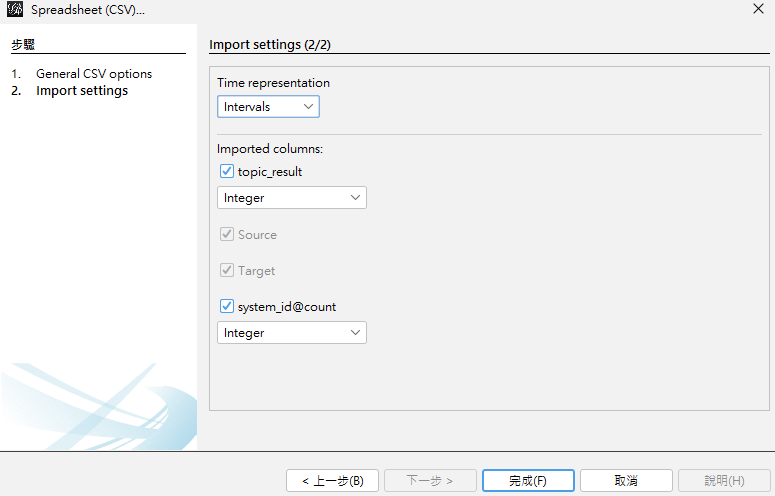 Spreadsheet (CSV)...
步驟
1. General CSV options
2. Import settings
Import settings (2/2)
Time representation
Intervals
Imported columns:
topic_result
Integer
Source
Target
system_id@count
Integer
< 上一步(B)
下一步 >
完成(F)
取消
說明(H)